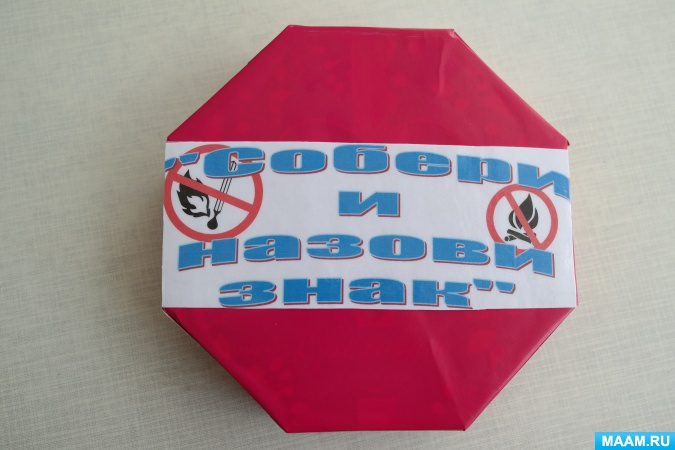 "Собери
и
назови
знак"
MAAM.RU